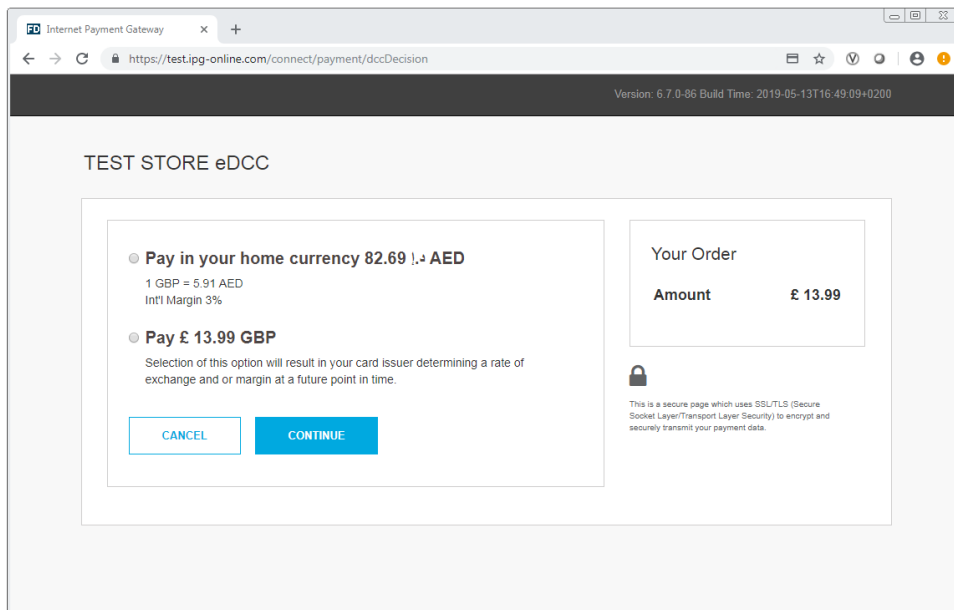 FD Internet Payment Gateway
https://test.ipg-online.com/connect/payment/dccDecision
Version: 6.7.0-86 Build Time: 2019-05-13T16:49:09+0200
TEST STORE eDCC
Pay in your home currency 82.69 د.إ AED
1 GBP = 5.91 AED
Int'l Margin 3%
Pay £ 13.99 GBP
Selection of this option will result in your card issuer determining a rate of
exchange and or margin at a future point in time.
CANCEL
CONTINUE
Your Order
Amount £ 13.99
This is a secure page which uses SSL/TLS (Secure
Socket Layer/Transport Layer Security) to encrypt and
securely transmit your payment data.